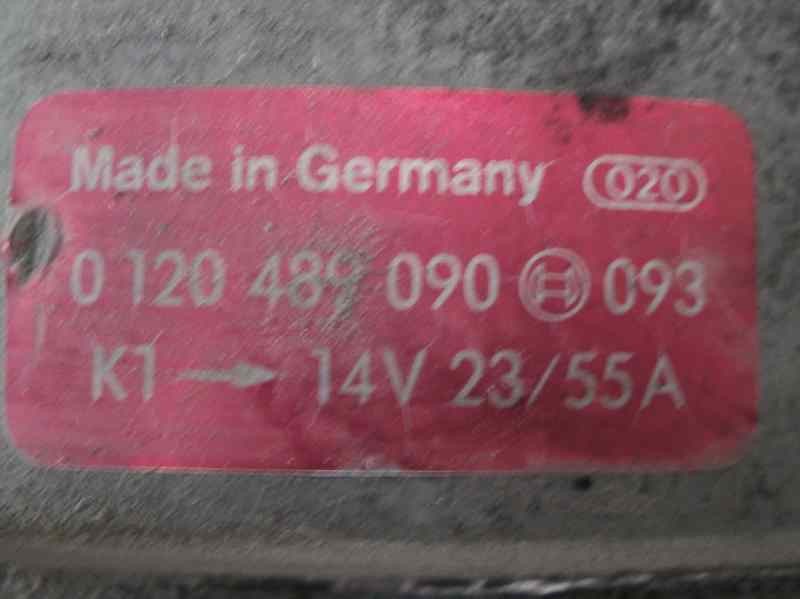 Made in Germany 020
0 120 489 090 093
K1 → 14V 23/55A